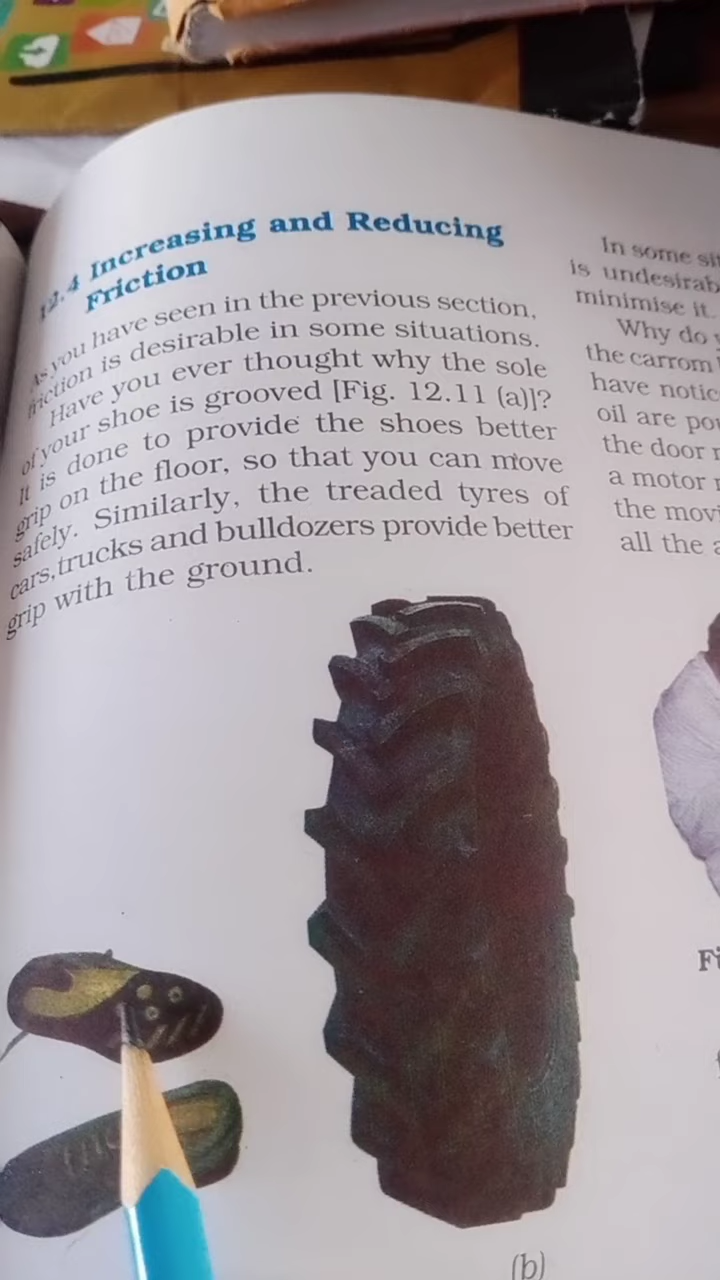 12.4 Increasing and Reducing
Friction
As you have seen in the previous section,
friction is desirable in some situations.
Have you ever thought why the sole
of your shoe is grooved [Fig. 12.11 (a)]?
It is done to provide the shoes better
grip on the floor, so that you can move
safely. Similarly, the treaded tyres of
cars, trucks and bulldozers provide better
grip with the ground.
(b)
In some
is undesirab
minimise it.
Why do
the carrom
have notic
oil are
the door
a motor
the movi
all the